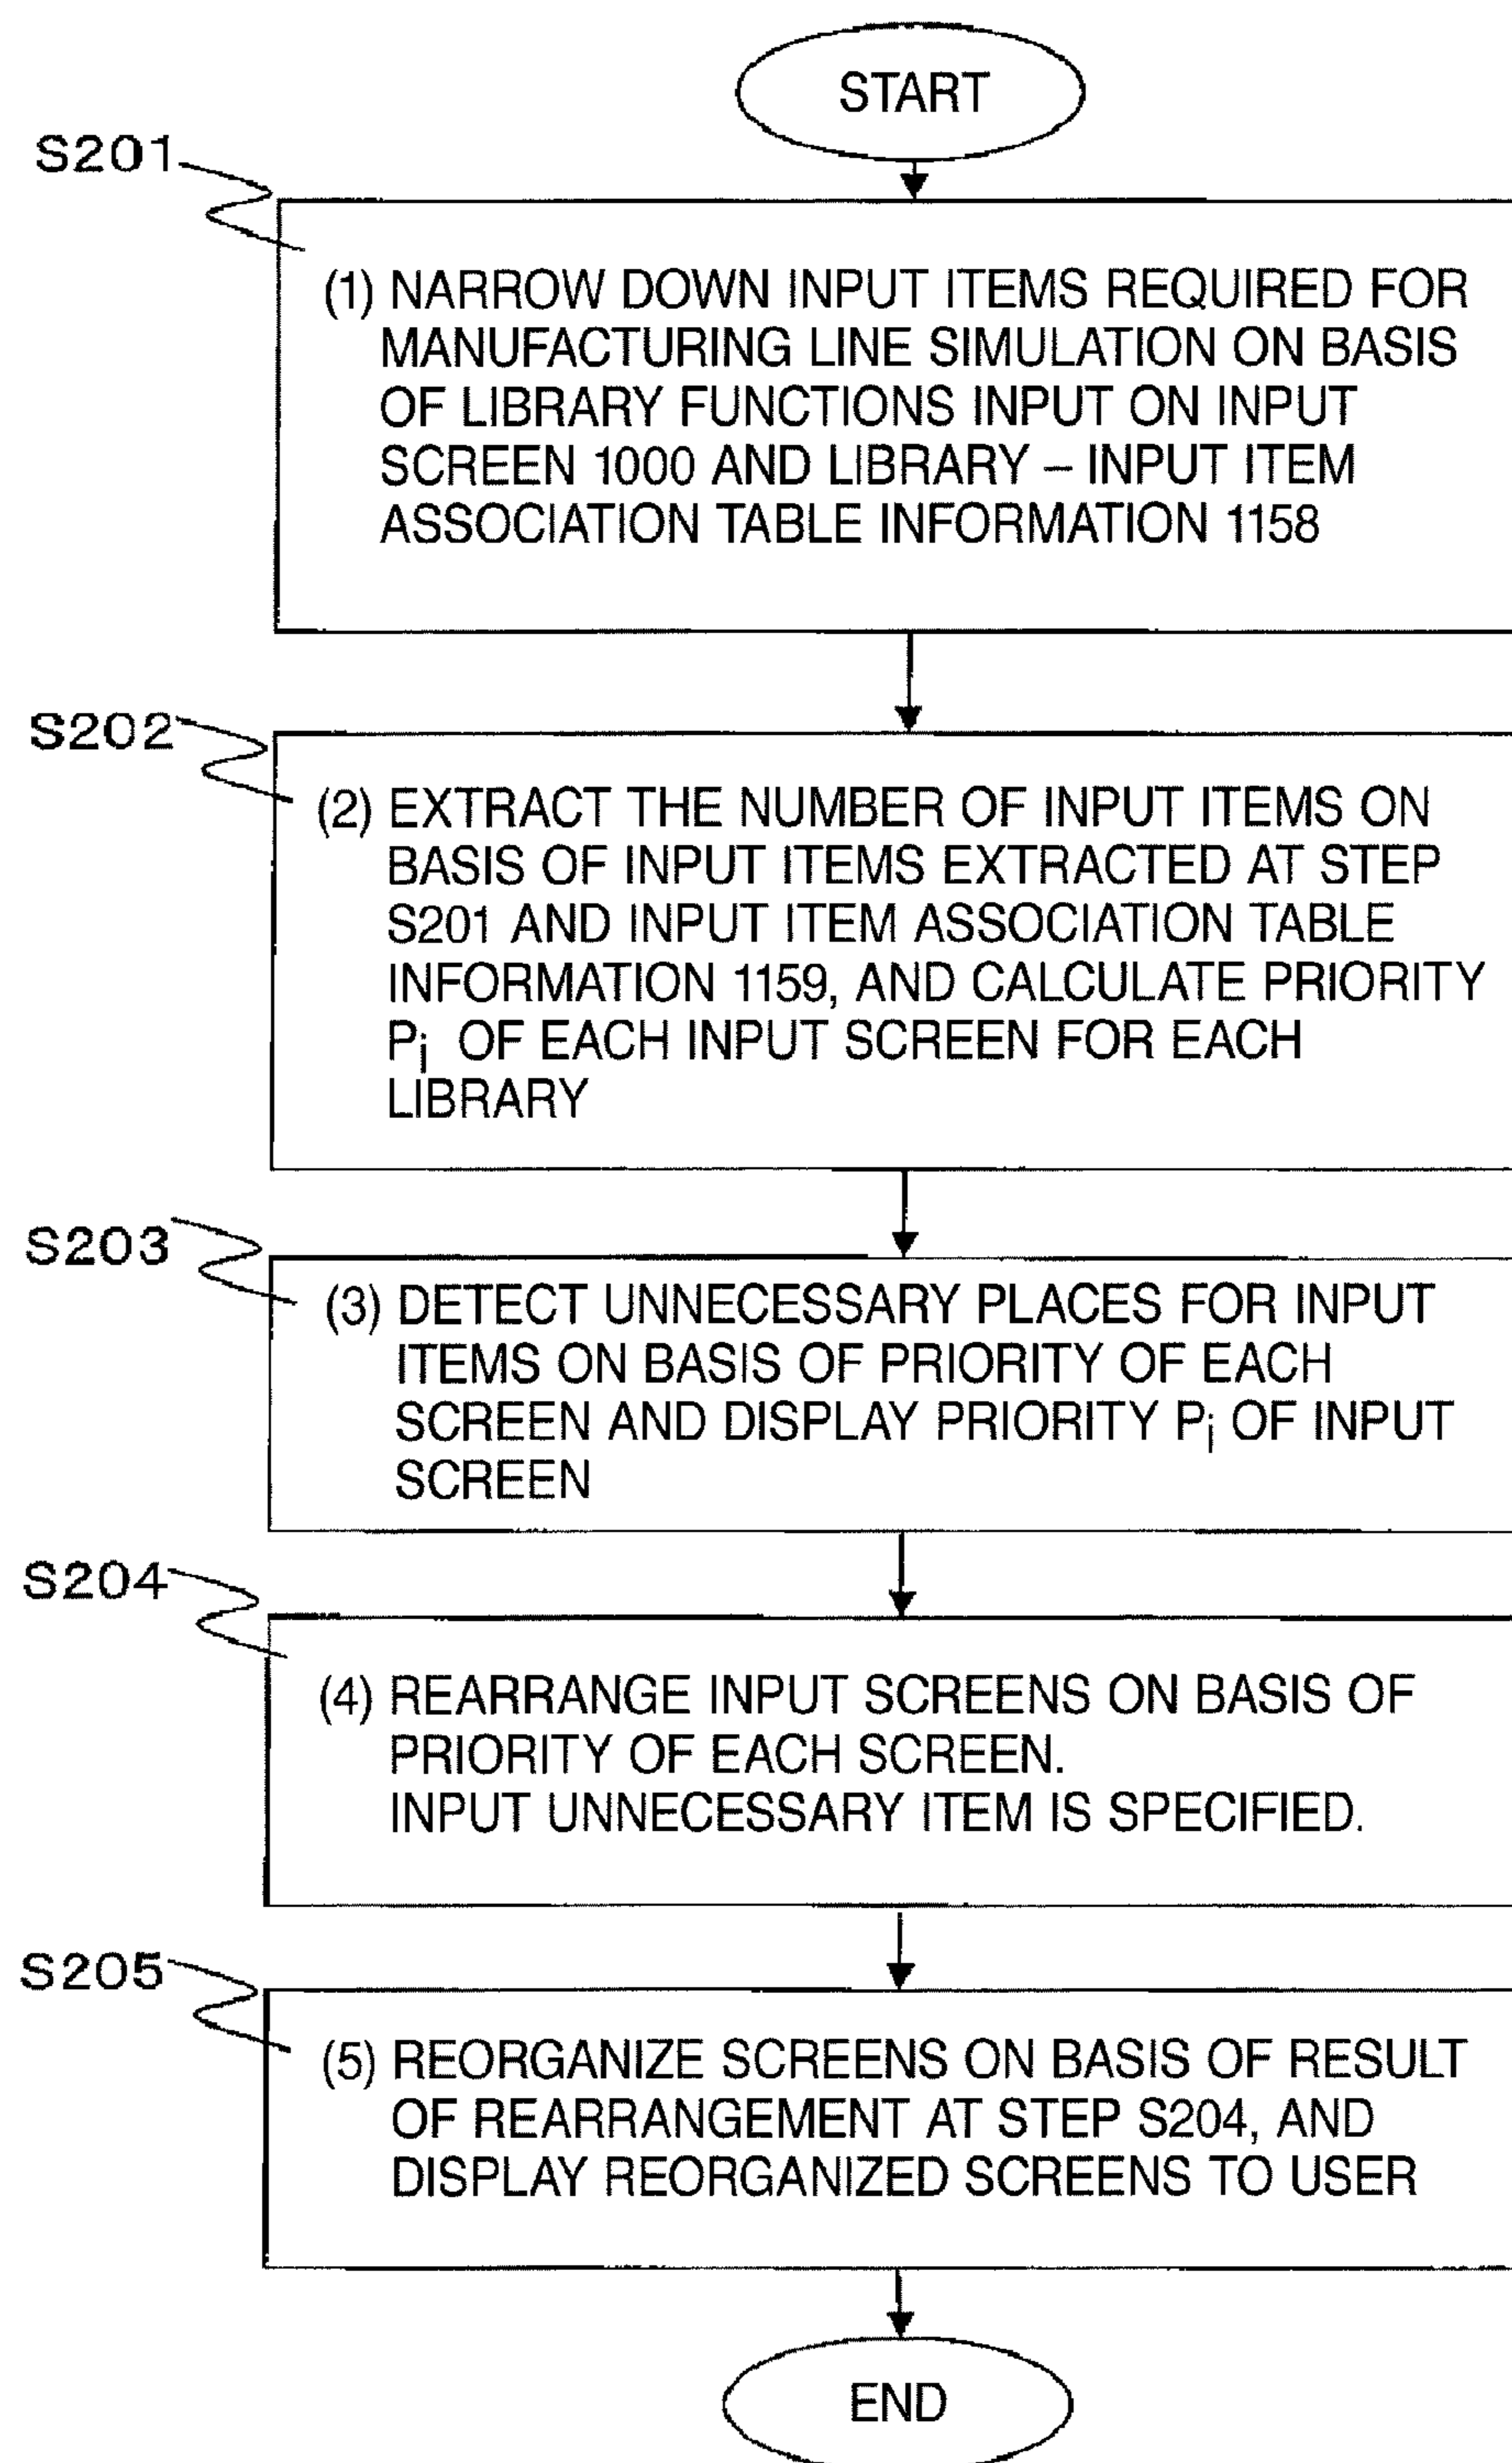 START
S201
(1) NARROW DOWN INPUT ITEMS REQUIRED FOR
MANUFACTURING LINE SIMULATION ON BASIS
OF LIBRARY FUNCTIONS INPUT ON INPUT
SCREEN 1000 AND LIBRARY – INPUT ITEM
ASSOCIATION TABLE INFORMATION 1158
S202
(2) EXTRACT THE NUMBER OF INPUT ITEMS ON
BASIS OF INPUT ITEMS EXTRACTED AT STEP
S201 AND INPUT ITEM ASSOCIATION TABLE
INFORMATION 1159, AND CALCULATE PRIORITY
Pj OF EACH INPUT SCREEN FOR EACH
LIBRARY
S203
(3) DETECT UNNECESSARY PLACES FOR INPUT
ITEMS ON BASIS OF PRIORITY OF EACH
SCREEN AND DISPLAY PRIORITY Pj OF INPUT
SCREEN
S204
(4) REARRANGE INPUT SCREENS ON BASIS OF
PRIORITY OF EACH SCREEN.
INPUT UNNECESSARY ITEM IS SPECIFIED.
S205
(5) REORGANIZE SCREENS ON BASIS OF RESULT
OF REARRANGEMENT AT STEP S204, AND
DISPLAY REORGANIZED SCREENS TO USER
END